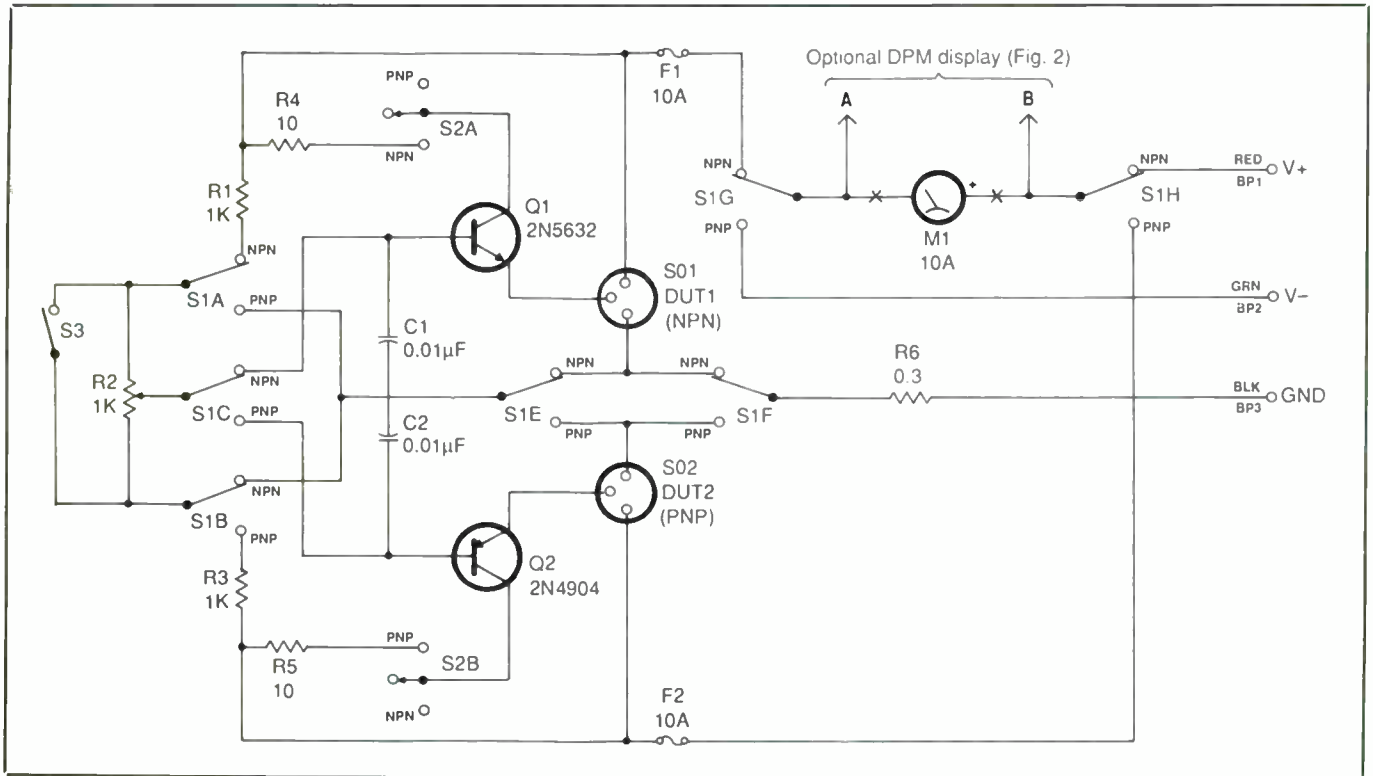 Optional DPM display (Fig. 2)
F1
10A
A
B
PNP
S2A
NPN
R4
10
R1
1K
NPN
S1A
PNP
Q1
2N5632
S01
DUT1
(NPN)
NPN
S1G
PNP
+
M1
10A
NPN
S1H
PNP
RED
BP1
V+
GRN
BP2
V-
S3
R2
1K
NPN
S1C
PNP
C1
0.01µF
C2
0.01µF
NPN
S1E
PNP
NPN
S1F
PNP
R6
0.3
BLK
BP3
GND
NPN
S1B
PNP
S02
DUT2
(PNP)
Q2
2N4904
R3
1K
R5
10
PNP
S2B
NPN
F2
10A